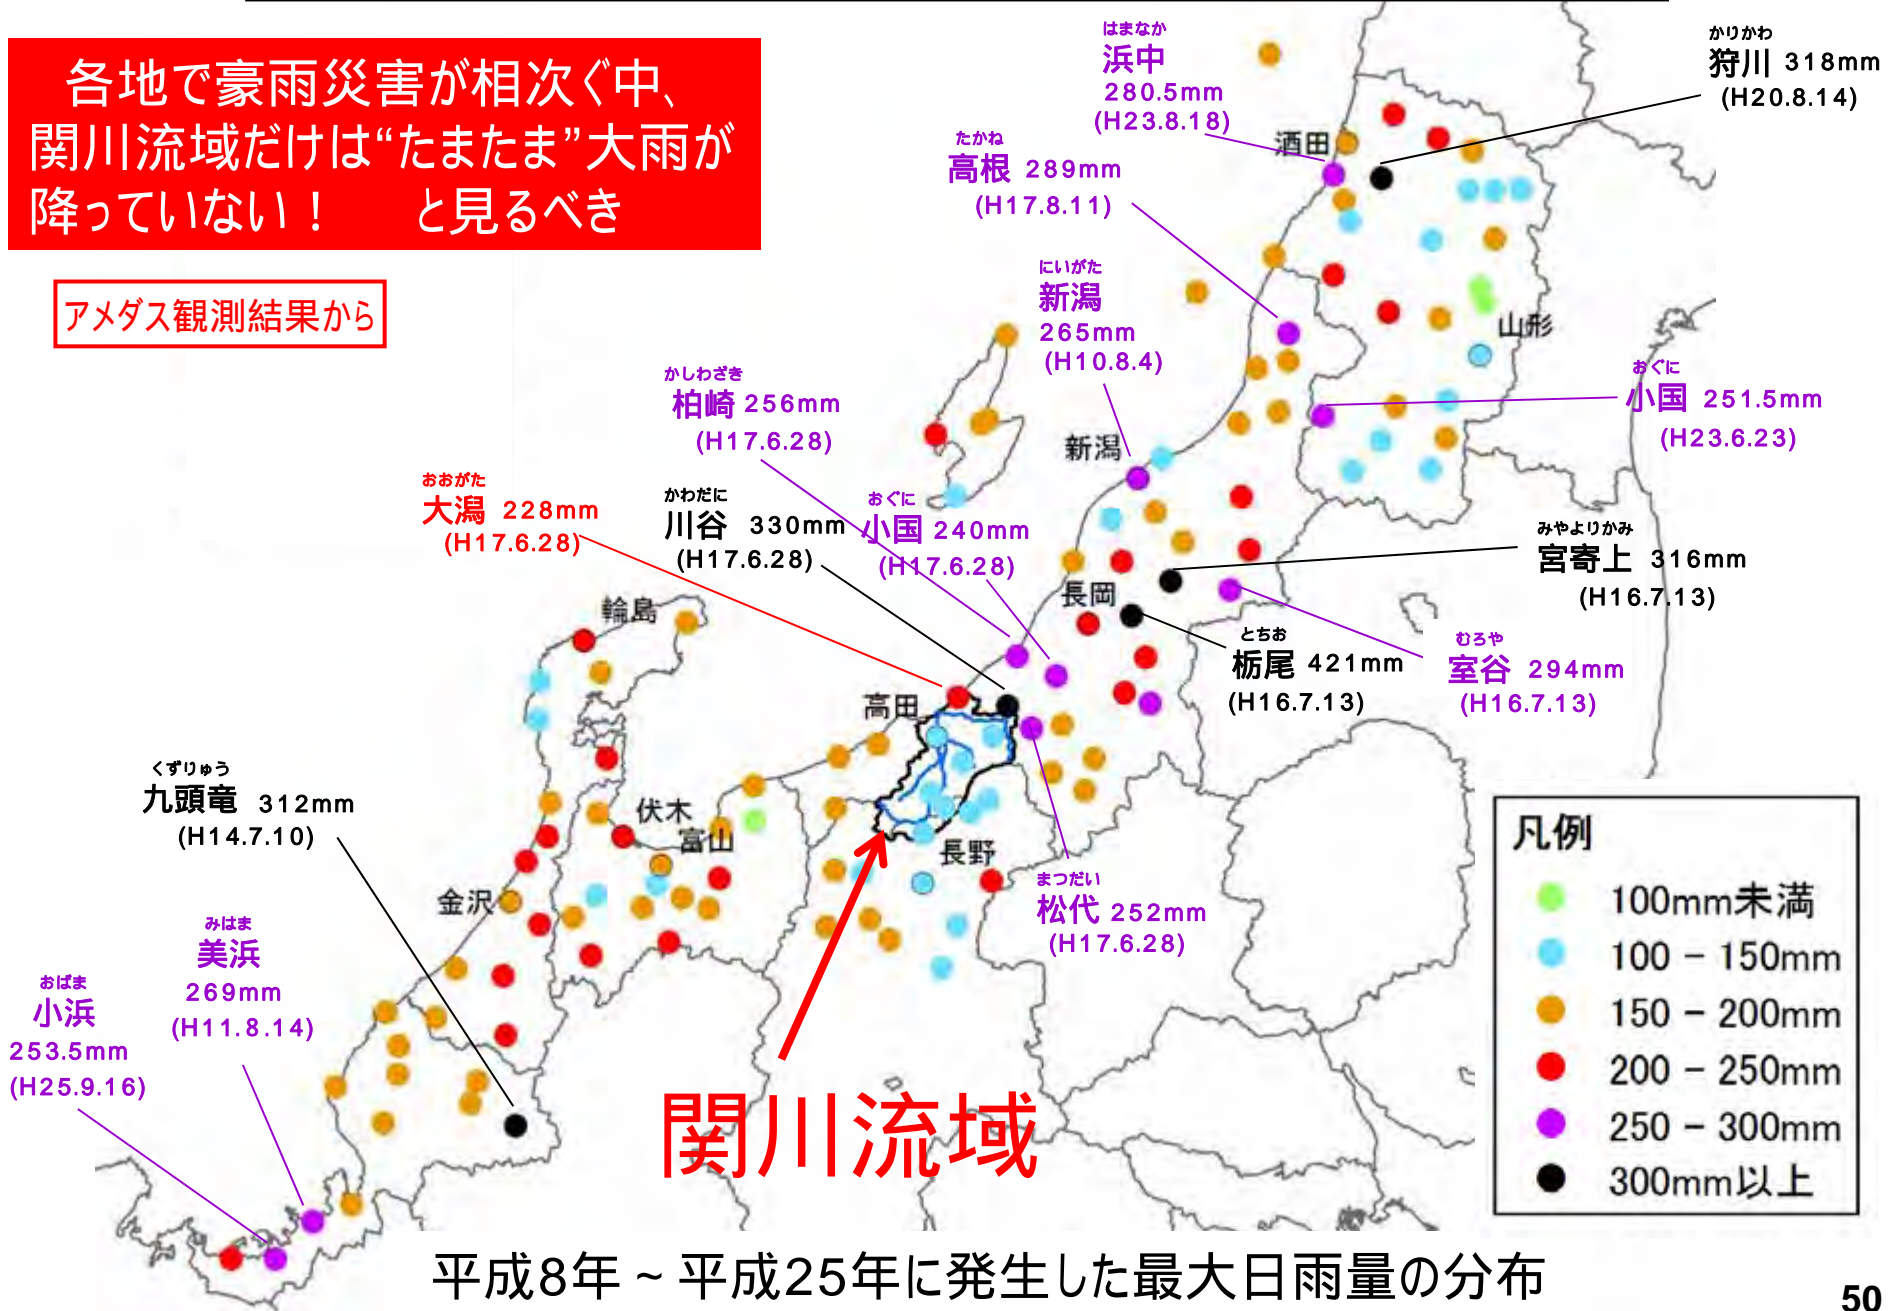 各地で豪雨災害が相次ぐ中、
関川流域だけは“たまたま”大雨が
降っていない！　と見るべき
アメダス観測結果から
はまなか
浜中
280.5mm
(H23.8.18)
かりかわ
狩川 318mm
(H20.8.14)
酒田
たかね
高根 289mm
(H17.8.11)
にいがた
新潟
265mm
(H10.8.4)
山形
かしわざき
柏崎 256mm
(H17.6.28)
おぐに
小国 251.5mm
(H23.6.23)
新潟
おおがた
大潟 228mm
(H17.6.28)
かわだに
川谷 330mm
(H17.6.28)
おぐに
小国 240mm
(H17.6.28)
みやよりかみ
宮寄上 316mm
(H16.7.13)
長岡
輪島
とちお
栃尾 421mm
(H16.7.13)
むろや
室谷 294mm
(H16.7.13)
高田
くずりゅう
九頭竜 312mm
(H14.7.10)
伏木
富山
長野
金沢
まつだい
松代 252mm
(H17.6.28)
みはま
美浜
269mm
(H11.8.14)
おばま
小浜
253.5mm
(H25.9.16)
関川流域
凡例
100mm未満
100－150mm
150－200mm
200－250mm
250－300mm
300mm以上
平成8年～平成25年に発生した最大日雨量の分布
50